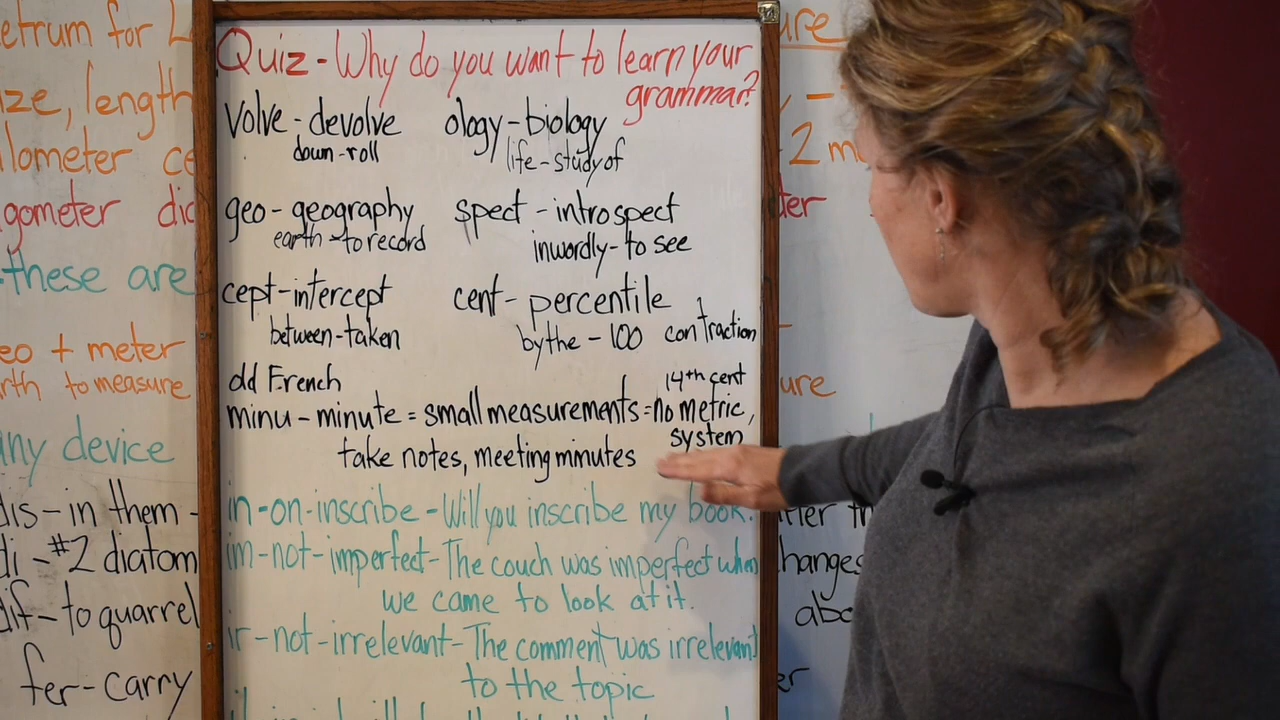 Quiz - Why do you want to learn your
grammar?
volve - devolve
down - roll
ology - biology
life - study of
geo - geography
earth - to record
spect - introspect
inwordly - to see
cept - intercept
between - taken
cent - percentile
by the - 100 contraction
old French
14th cent
minu - minute = small measurements = no metric,
system
take notes, meeting minutes
in - on - inscribe - Will you inscribe my book?
im - not - imperfect - The couch was imperfect when
we came to look at it.
ir - not - irrelevant - The comment was irrelevant
to the topic
etrum for L
ize, length
lometer ce
gometer dic
these are
eo + meter
rth to measure
ny device
dis - in them -
di - #2 diatom
dif - to quarrel
fer - carry
ure
- 2 m
ter
ure
hanges
abo
er